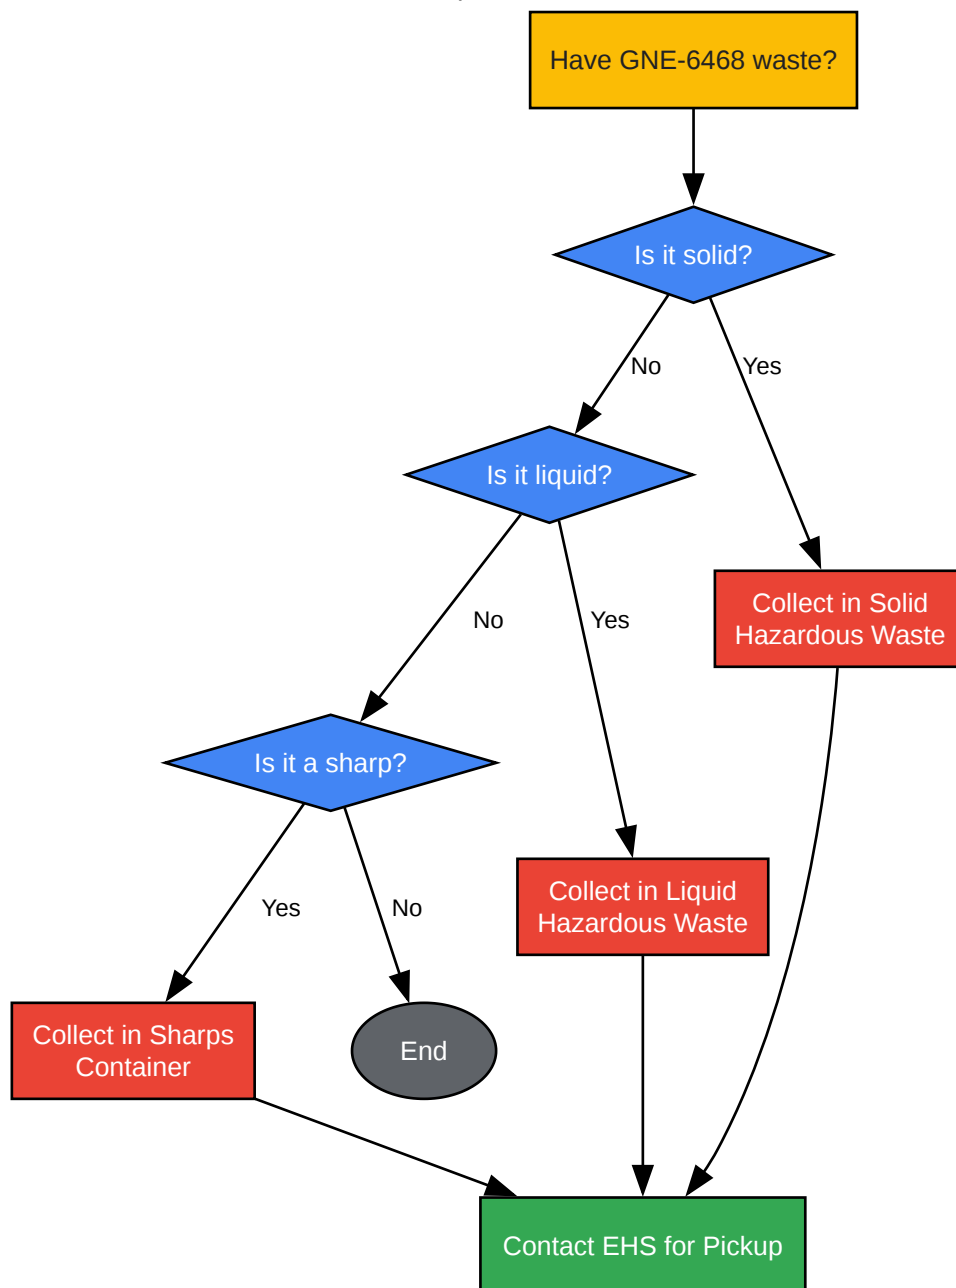 Have GNE-6468 waste?
Is it solid?
No
Yes
Is it liquid?
No
Yes
Collect in Solid
Hazardous Waste
Is it a sharp?
Yes
No
Collect in Liquid
Hazardous Waste
Collect in Sharps
Container
End
Contact EHS for Pickup